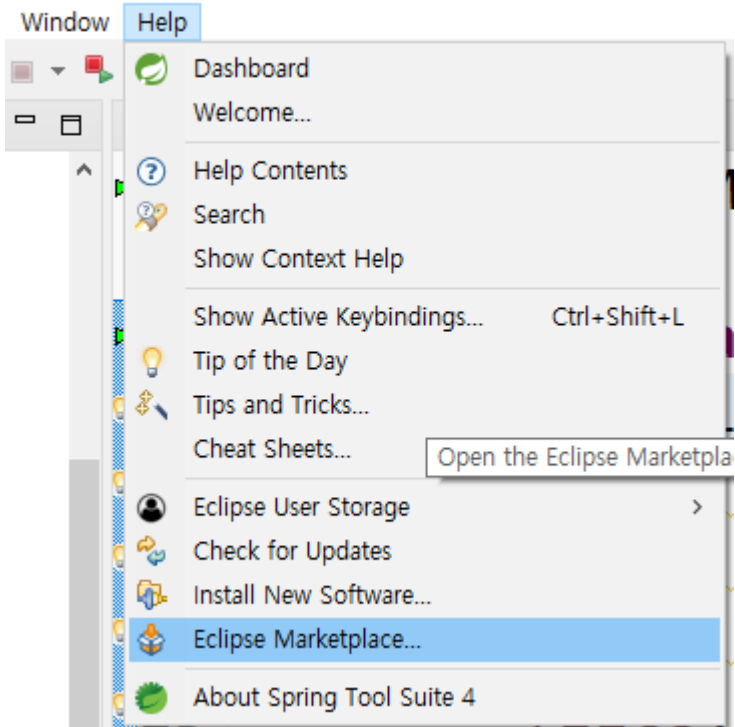 Window Help
Dashboard
Welcome...
Help Contents
Search
Show Context Help
Show Active Keybindings... Ctrl+Shift+L
Tip of the Day
Tips and Tricks...
Cheat Sheets...
Open the Eclipse Marketpla
Eclipse User Storage
Check for Updates
Install New Software...
Eclipse Marketplace...
About Spring Tool Suite 4